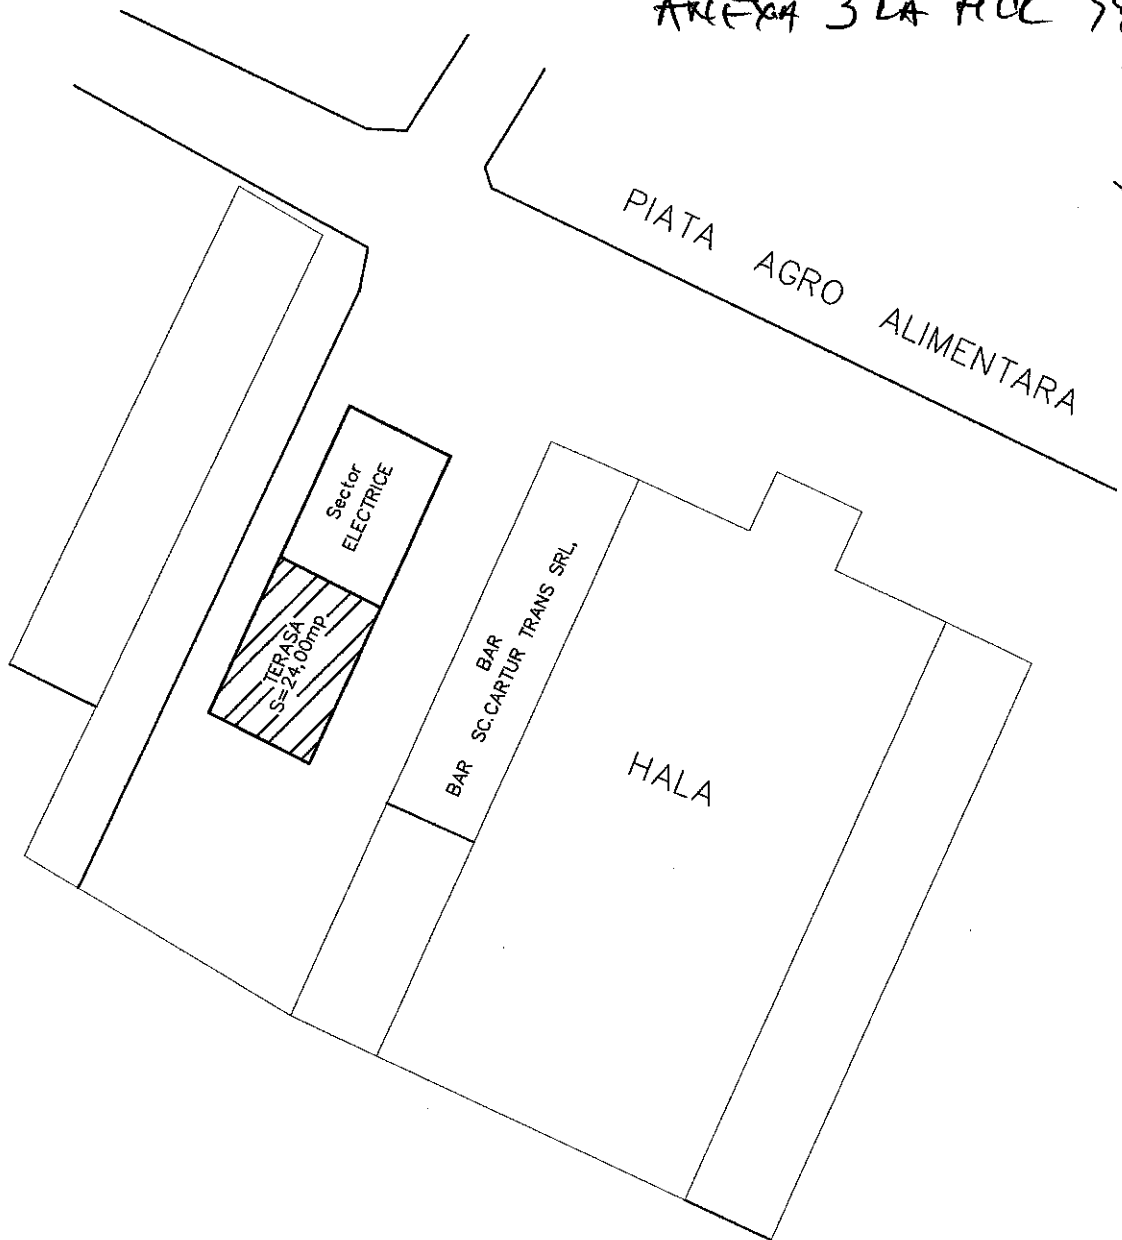 ANEXA 3 LA HCL
PIATA AGRO ALIMENTARA
Sector
ELECTRICE
TERASA
S=24,00mp
BAR
BAR SC.CARTUR TRANS SRL,
HALA